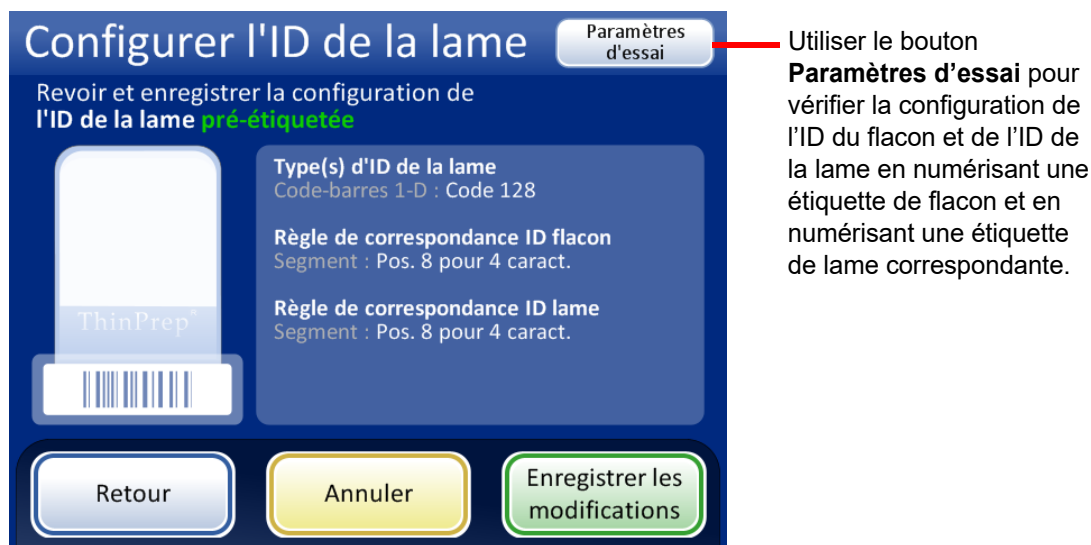 Configurer l'ID de la lame
Paramètres
d'essai
Revoir et enregistrer la configuration de
l'ID de la lame pré-étiquetée
Type(s) d'ID de la lame
Code-barres 1-D : Code 128
Règle de correspondance ID flacon
Segment : Pos. 8 pour 4 caract.
Règle de correspondance ID lame
Segment : Pos. 8 pour 4 caract.
ThinPrep®
Retour
Annuler
Enregistrer les
modifications
Utiliser le bouton
Paramètres d’essai pour
vérifier la configuration de
l’ID du flacon et de l’ID de
la lame en numérisant une
étiquette de flacon et en
numérisant une étiquette
de lame correspondante.